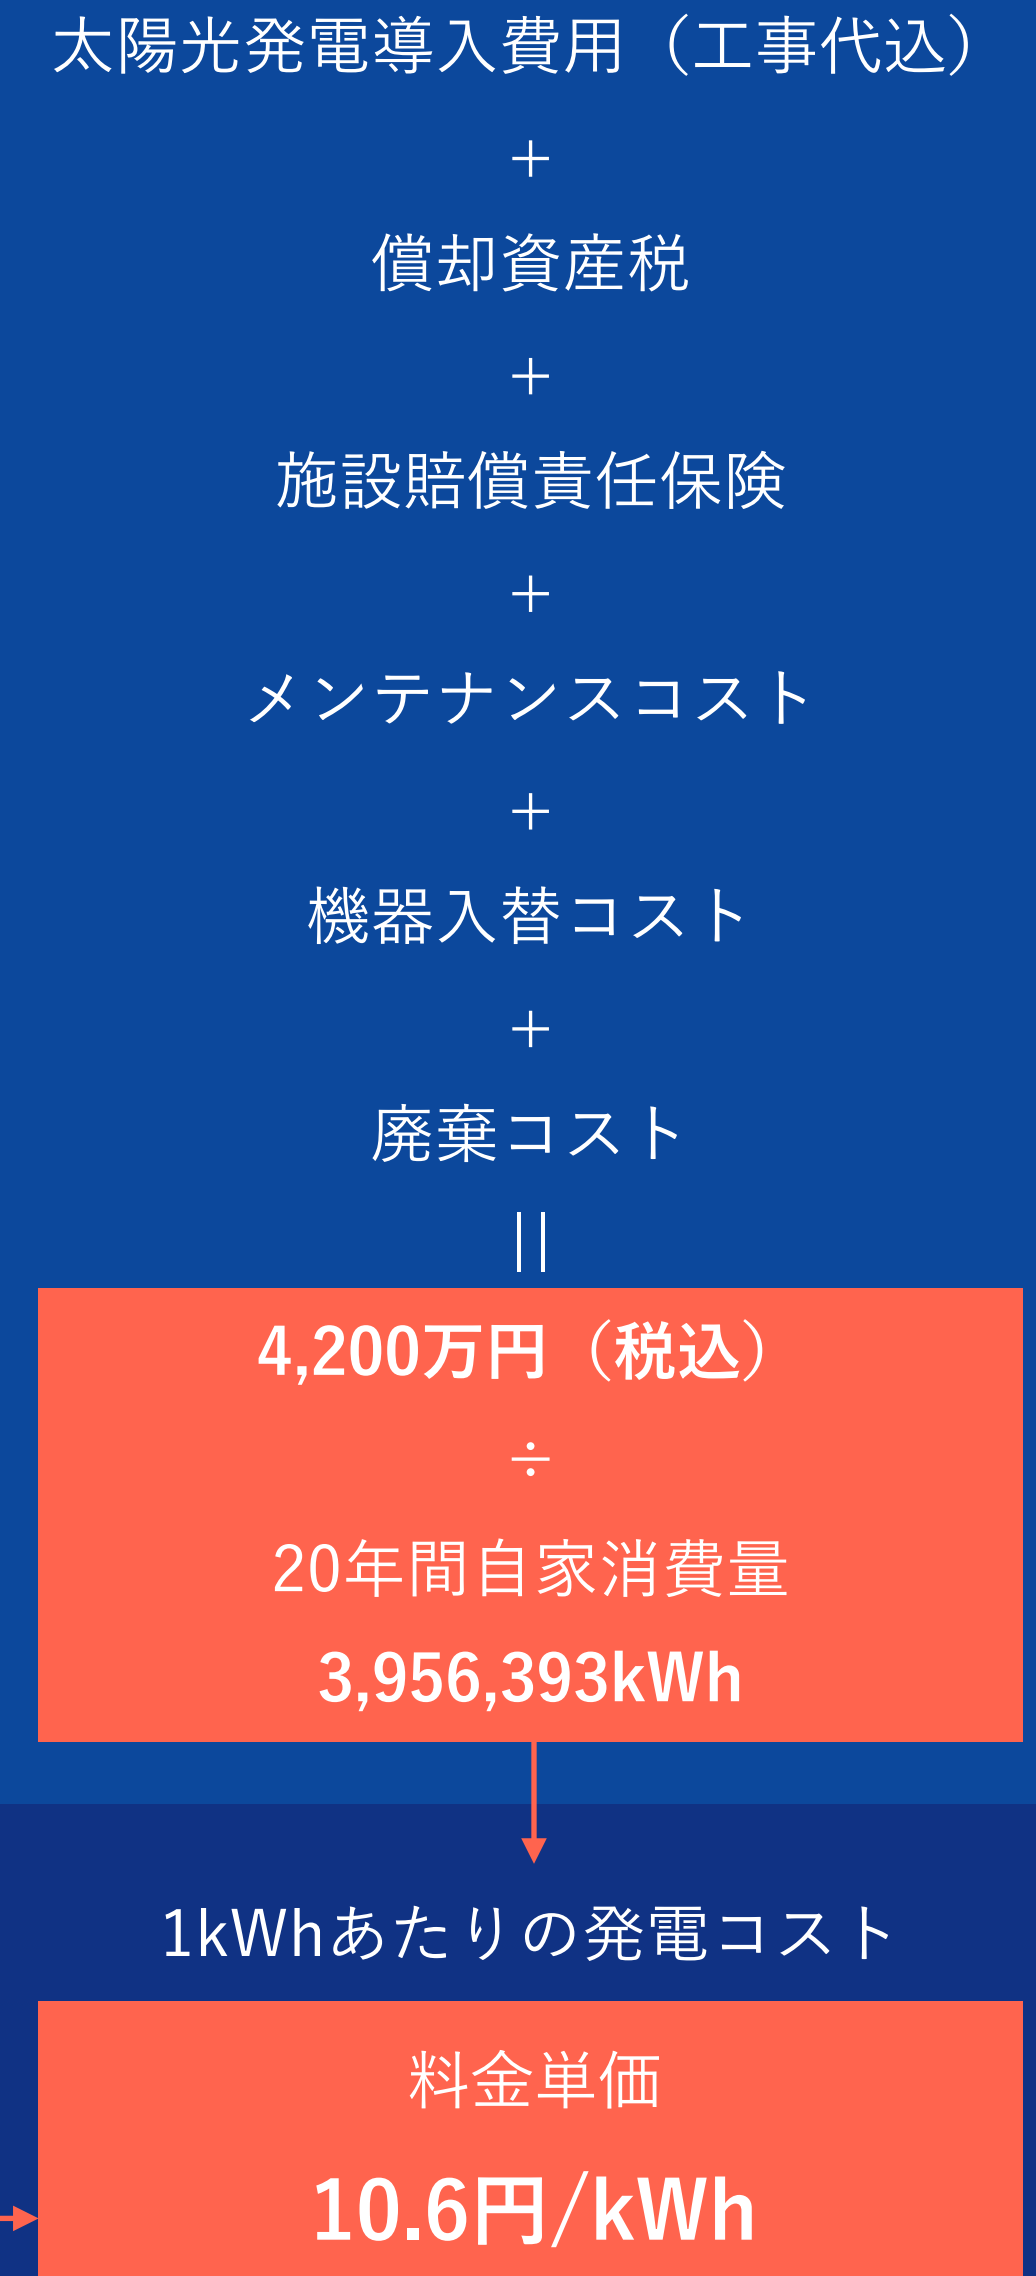 太陽光発電導入費用（工事代込）
＋
償却資産税
＋
施設賠償責任保険
＋
メンテナンスコスト
＋
機器入替コスト
＋
廃棄コスト
||
4,200万円（税込）
÷
20年間自家消費量
3,956,393kWh
1kWhあたりの発電コスト
料金単価
10.6円/kWh